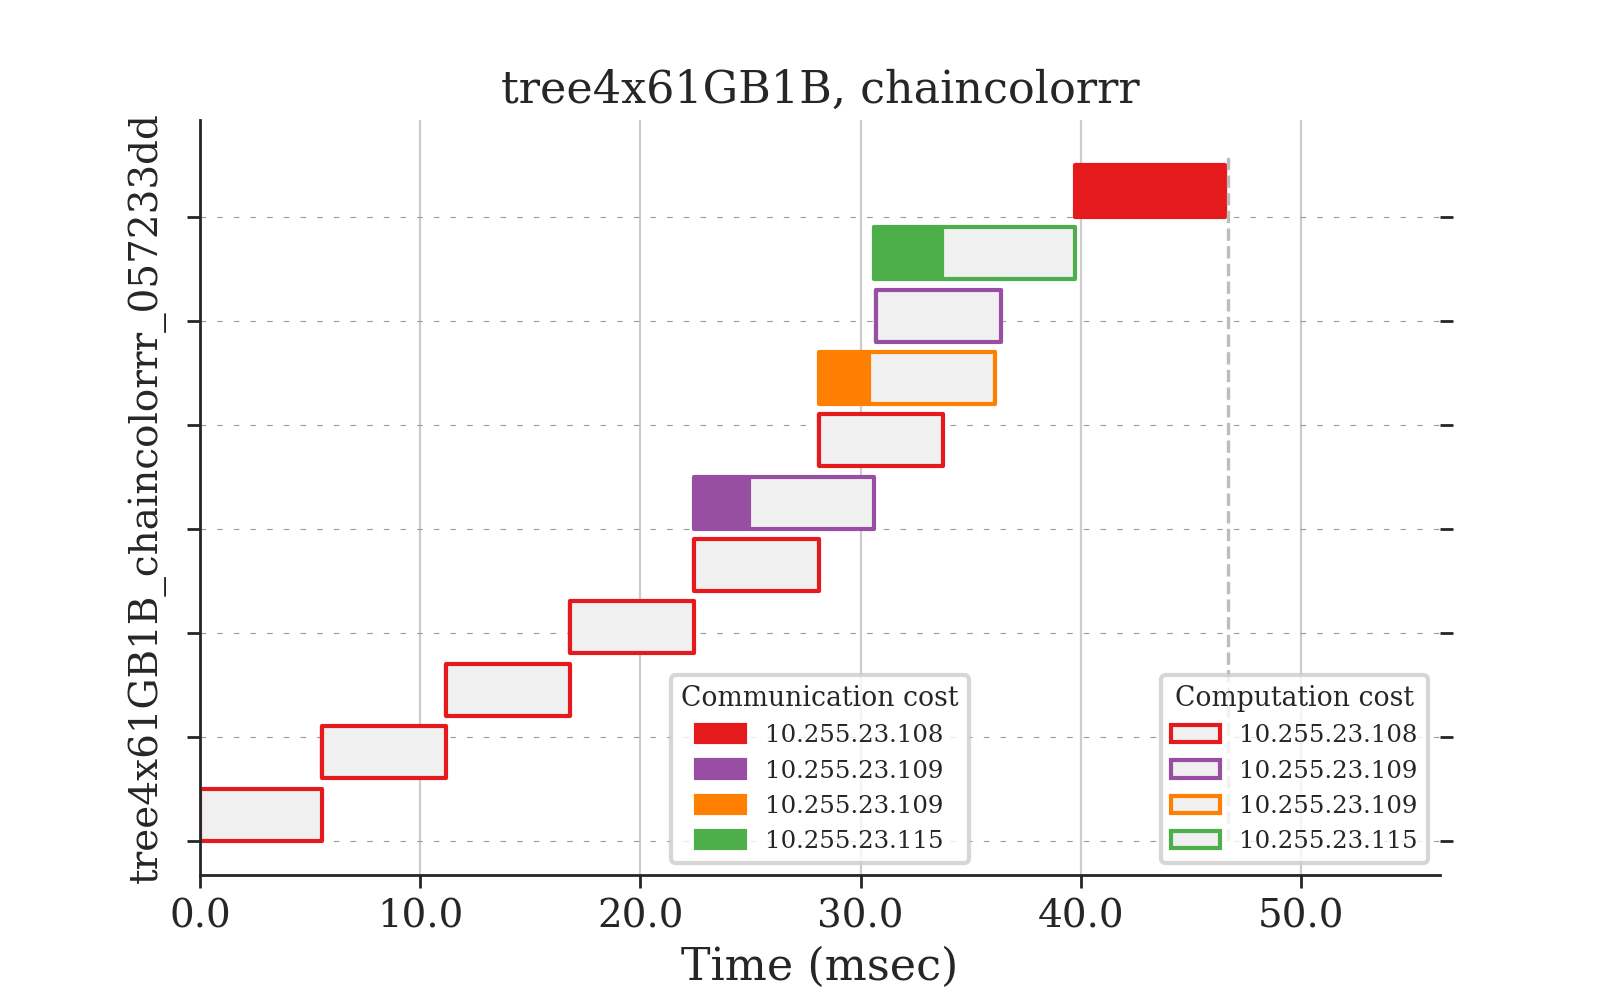 tree4x61GB1B, chaincolorrr
tree4x61GB1B_chaincolorrr_057233dd
Communication cost
10.255.23.108
10.255.23.109
10.255.23.109
10.255.23.115
Computation cost
10.255.23.108
10.255.23.109
10.255.23.109
10.255.23.115
0.0 10.0 20.0 30.0 40.0 50.0
Time (msec)